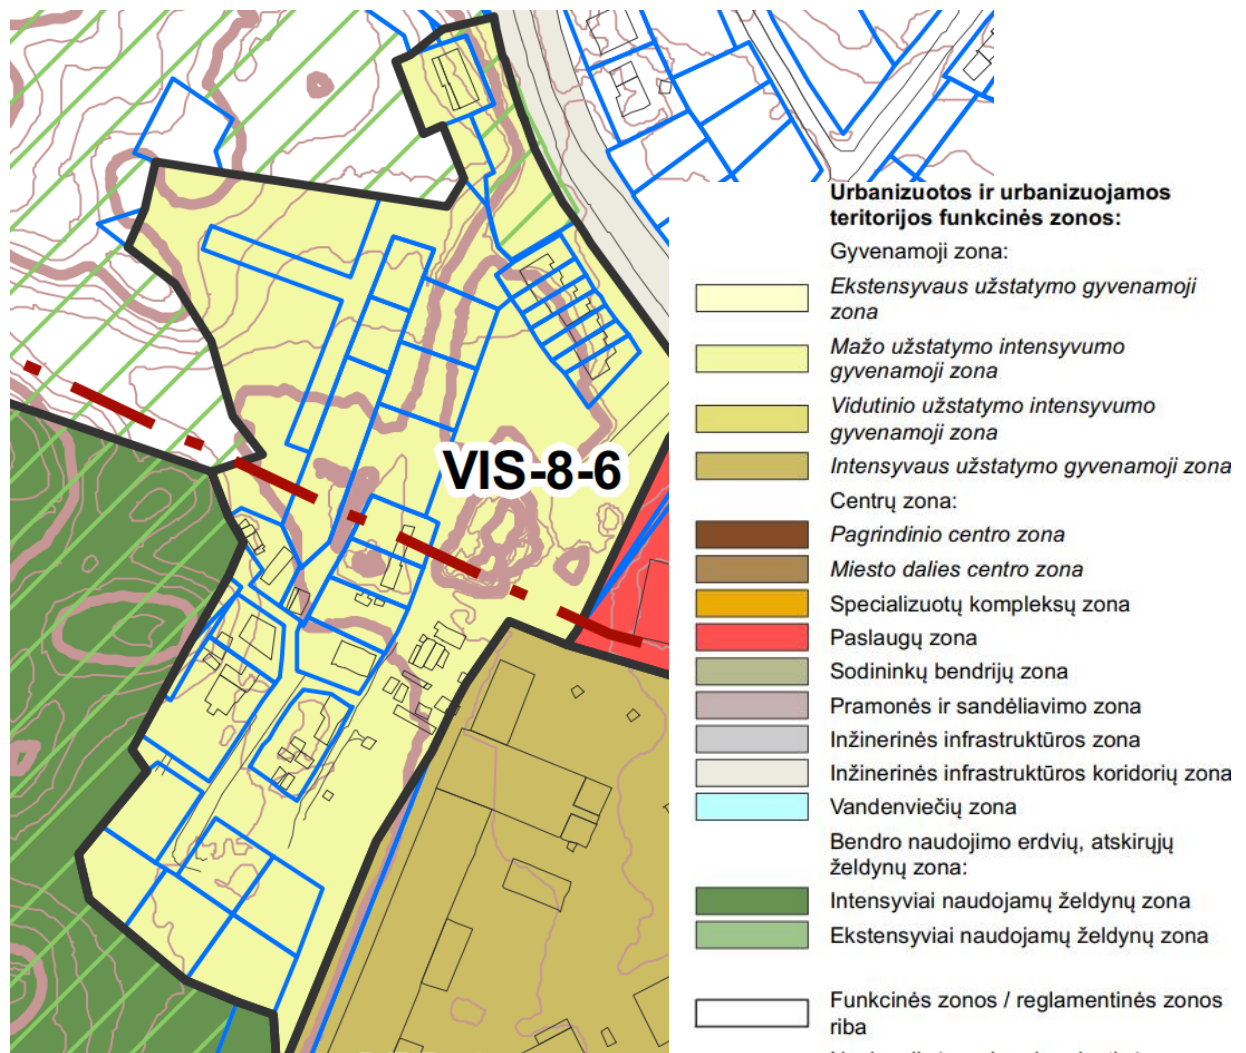 VIS-8-6
Urbanizuotos ir urbanizuojamos
teritorijos funkcinės zonos:
Gyvenamoji zona:
Ekstensyvaus užstatymo gyvenamoji
zona
Mažo užstatymo intensyvumo
gyvenamoji zona
Vidutinio užstatymo intensyvumo
gyvenamoji zona
Intensyvaus užstatymo gyvenamoji zona
Centrų zona:
Pagrindinio centro zona
Miesto dalies centro zona
Specializuotų kompleksų zona
Paslaugų zona
Sodininkų bendrijų zona
Pramonės ir sandėliavimo zona
Inžinerinės infrastruktūros zona
Inžinerinės infrastruktūros koridorių zona
Vandenviečių zona
Bendro naudojimo erdvių, atskirųjų
želdynų zona:
Intensyviai naudojamų želdynų zona
Ekstensyviai naudojamų želdynų zona
Funkcinės zonos / reglamentinės zonos
riba